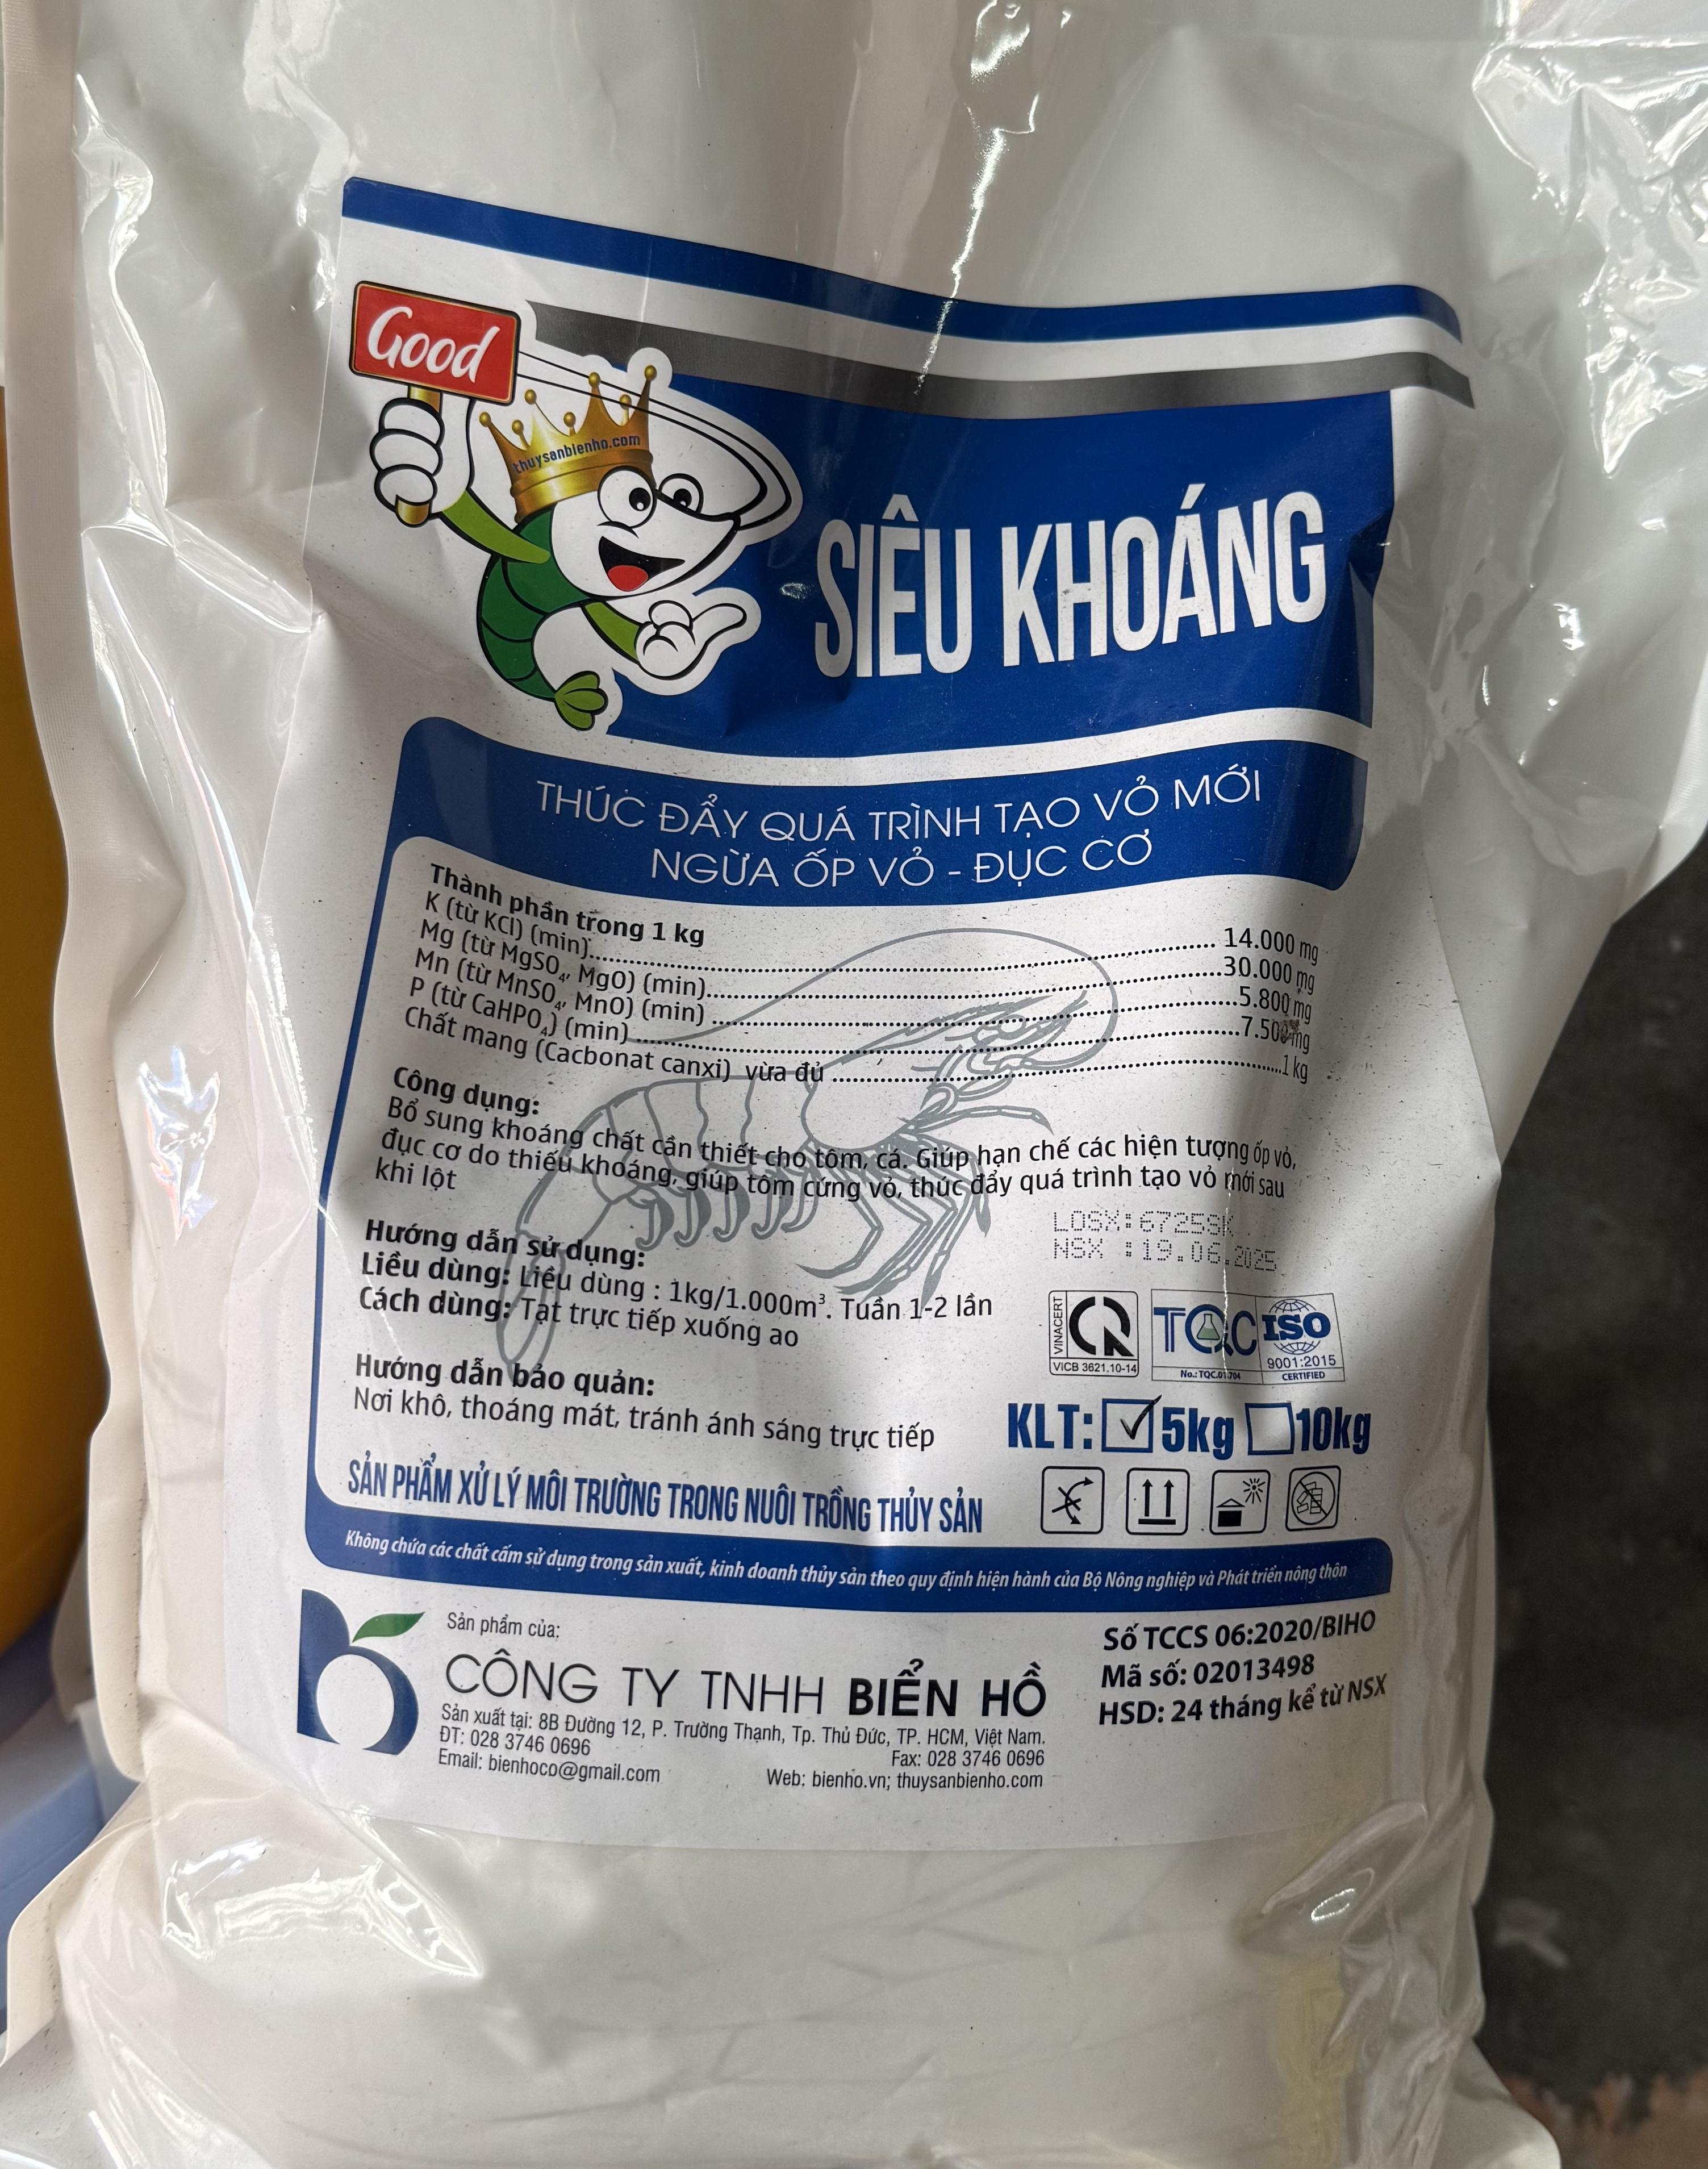 Good
thuysanbienho.com
SIÊU KHOÁNG
THÚC ĐẨY QUÁ TRÌNH TẠO VỎ MỚI
NGỪA ỐP VỎ - ĐỤC CƠ
Thành phần trong 1 kg
K (từ KCl) (min)........ 14.000 mg
Mg (từ MgSO₄, MgO) (min)........30.000 mg
Mn (từ MnSO₄, MnO) (min) ........5.800 mg
P (từ CaHPO₄) (min)........7.500 mg
Chất mang (Cacbonat canxi) vừa đủ ........1 kg
Công dụng:
Bổ sung khoáng chất cần thiết cho tôm, cá. Giúp hạn chế các hiện tượng ốp vỏ,
đục cơ do thiếu khoáng, giúp tôm cứng vỏ, thúc đẩy quá trình tạo vỏ mới sau
khi lột
LOSX:6725SK
NSX :19.06.2025
Hướng dẫn sử dụng:
Liều dùng: Liều dùng : 1kg/1.000m³. Tuần 1-2 lần
Cách dùng: Tạt trực tiếp xuống ao
VINACERT
VICB 3621.10-14
TQC
No.: TQC.01.704
ISO
9001:2015
CERTIFIED
Hướng dẫn bảo quản:
Nơi khô, thoáng mát, tránh ánh sáng trực tiếp
KLT: 5kg 10kg
SẢN PHẨM XỬ LÝ MÔI TRƯỜNG TRONG NUÔI TRỒNG THỦY SẢN
Không chứa các chất cấm sử dụng trong sản xuất, kinh doanh thủy sản theo quy định hiện hành của Bộ Nông nghiệp và Phát triển nông thôn
Sản phẩm của:
CÔNG TY TNHH BIỂN HỒ
Sản xuất tại: 8B Đường 12, P. Trường Thạnh, Tp. Thủ Đức, TP. HCM, Việt Nam.
ĐT: 028 3746 0696 Fax: 028 3746 0696
Email: bienhoco@gmail.com Web: bienho.vn; thuysanbienho.com
Số TCCS 06:2020/BIHO
Mã số: 02013498
HSD: 24 tháng kể từ NSX